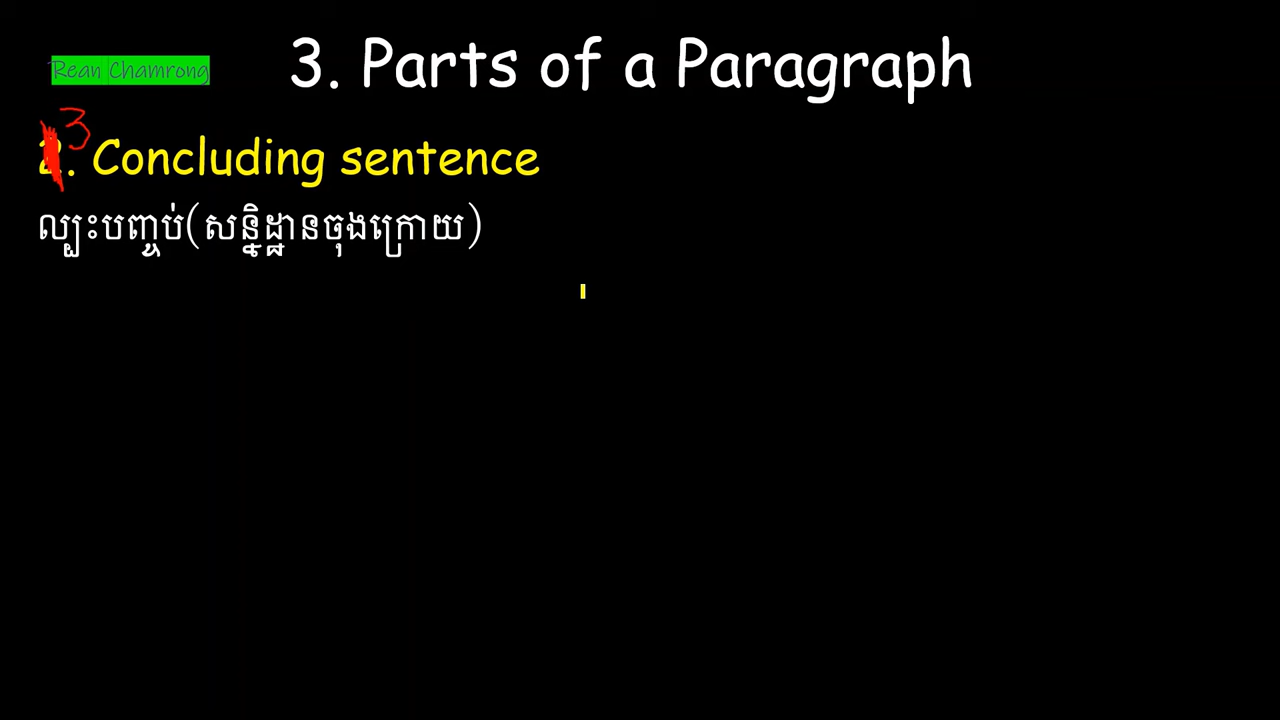 3. Parts of a Paragraph
Rean Chamrong
3
2. Concluding sentence
ល្បះបញ្ចប់(សន្និដ្ឋានចុងក្រោយ)